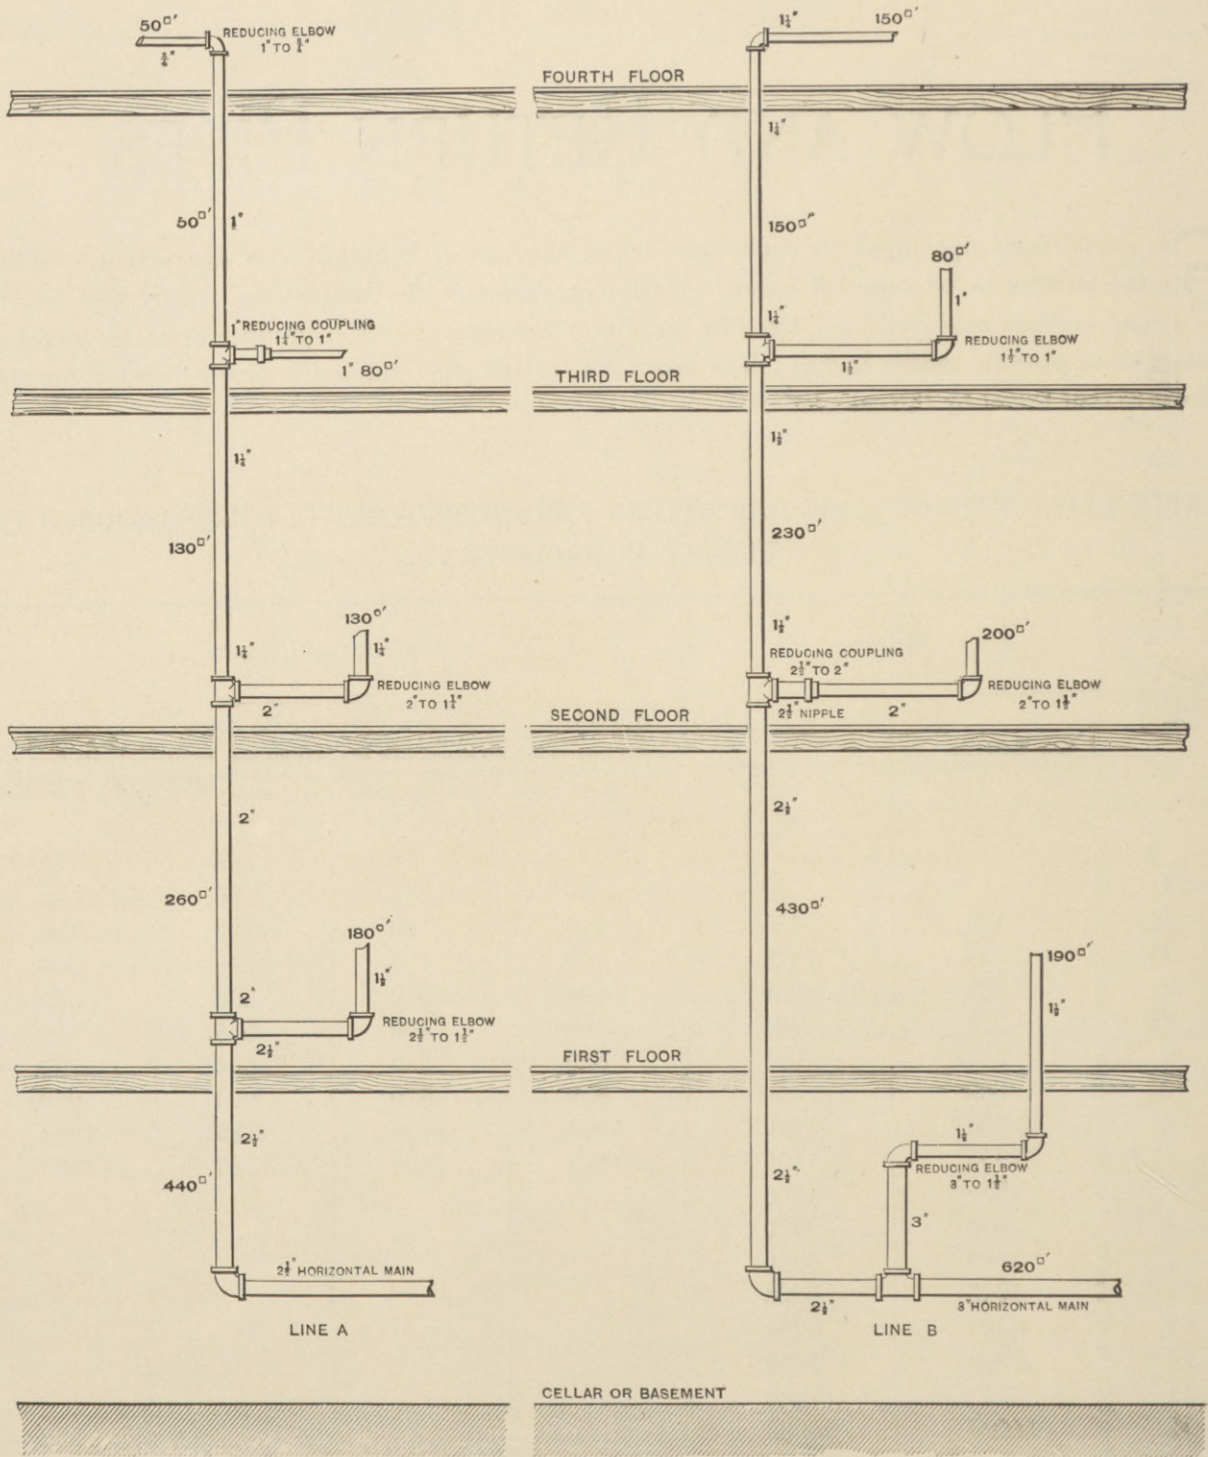 50□′
REDUCING ELBOW
1" TO ¾"
¾"
1¼"
150□′
FOURTH FLOOR
1¼"
50□′
1"
150□"
80□′
1"
1"
REDUCING COUPLING
1¼" TO 1"
1" 80□′
1¼"
REDUCING ELBOW
1½" TO 1"
1½"
THIRD FLOOR
1¼"
1½"
130□′
230□′
130□′
1¼"
1¼"
REDUCING ELBOW
2" TO 1¼"
2"
1½"
200□′
REDUCING COUPLING
2½" TO 2"
REDUCING ELBOW
2" TO 1½"
2½" NIPPLE
2"
SECOND FLOOR
2"
2½"
260□′
430□′
180□′
1½"
2"
REDUCING ELBOW
2½" TO 1½"
2½"
190□′
1½"
FIRST FLOOR
2½"
440□′
1½"
REDUCING ELBOW
3" TO 1½"
2½"
3"
2½" HORIZONTAL MAIN
620□′
2½"
3" HORIZONTAL MAIN
LINE A
LINE B
CELLAR OR BASEMENT